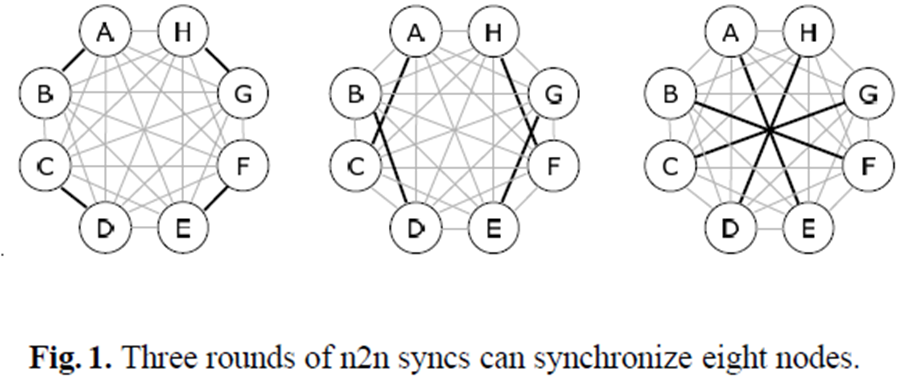 A H
B G
C F
D E
A H
B G
C F
D E
A H
B G
C F
D E
Fig. 1. Three rounds of n2n syncs can synchronize eight nodes.